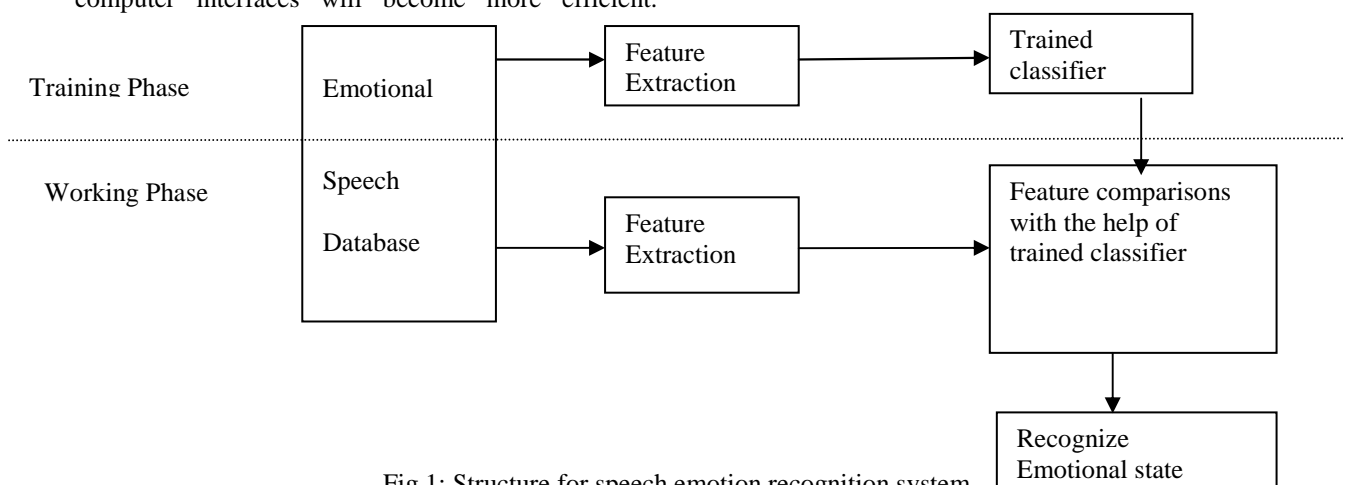 computer interfaces will become more efficient.
Training Phase
Emotional
Speech
Database
Feature
Extraction
Trained
classifier
Working Phase
Feature
Extraction
Feature comparisons
with the help of
trained classifier
Recognize
Emotional state
Fig 1: Structure for speech emotion recognition system